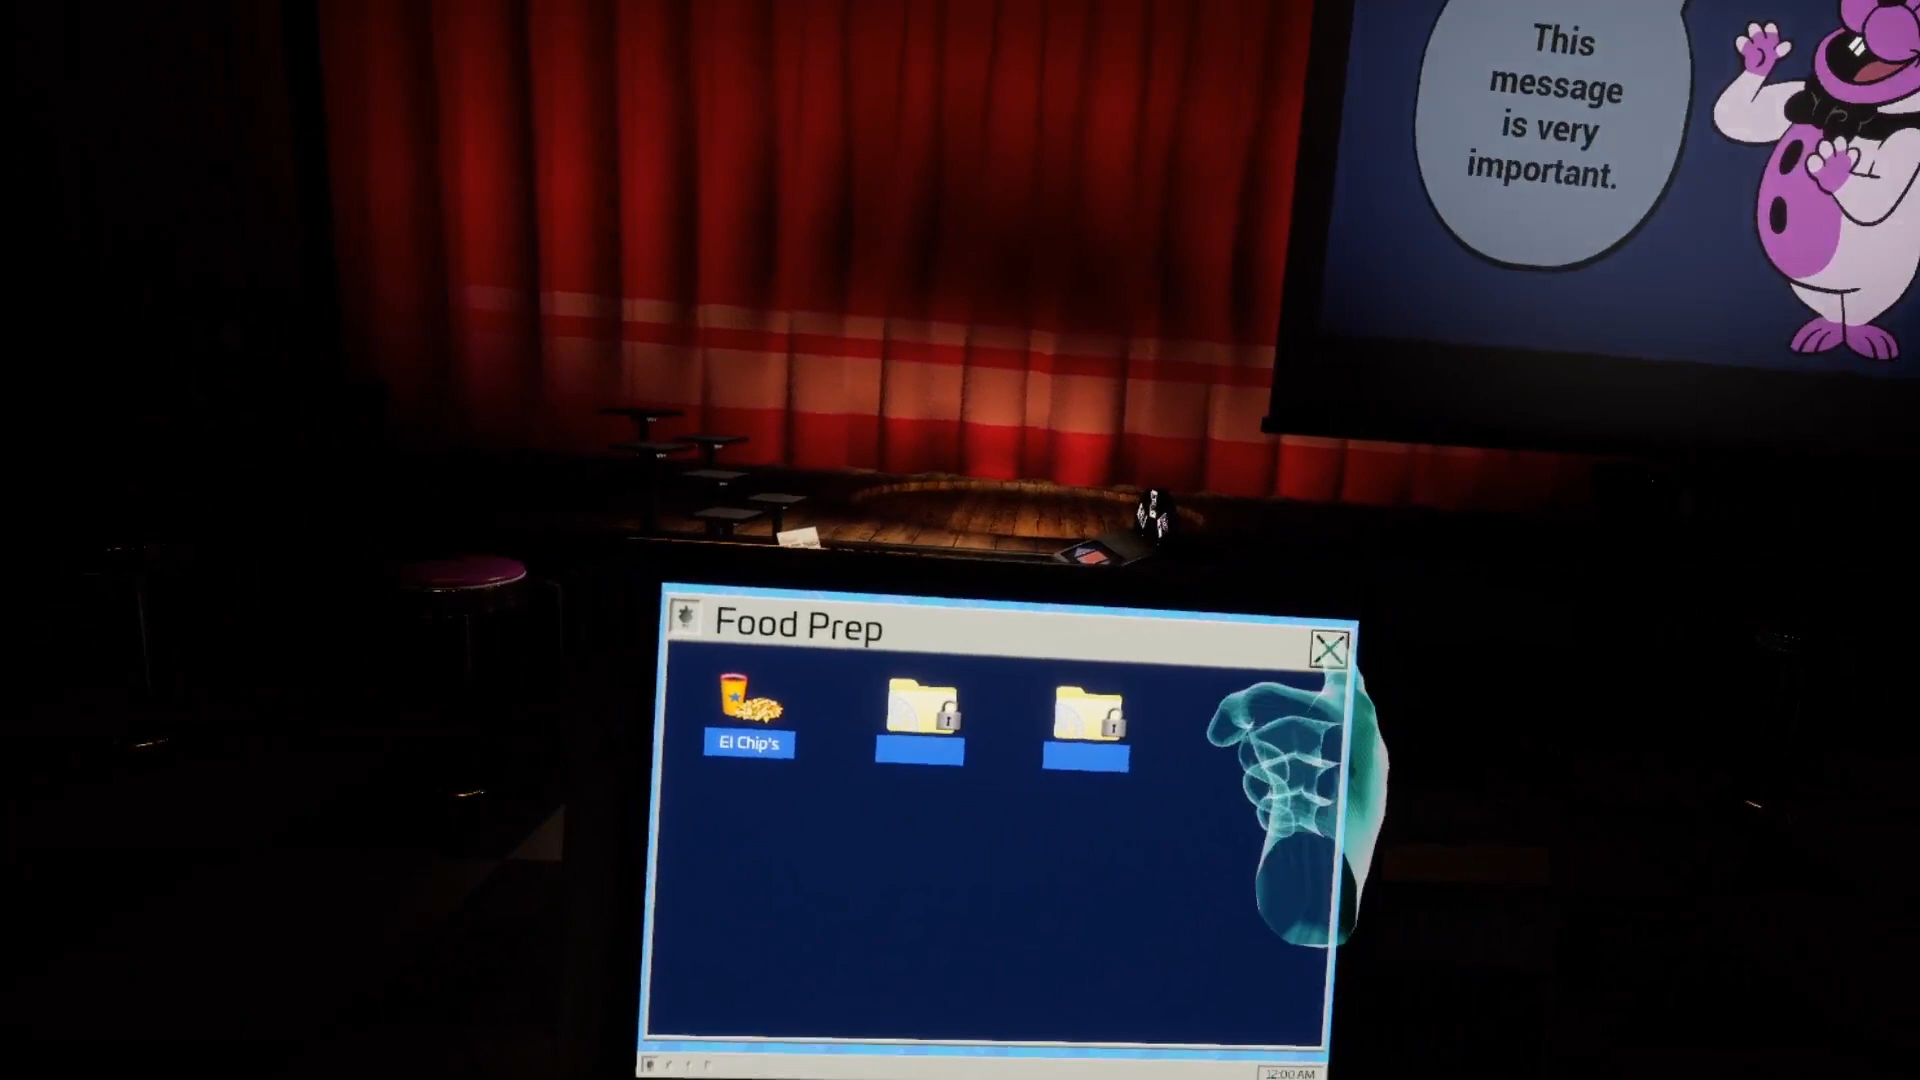 This
message
is very
important.
Food Prep
El Chip's
12:00 AM